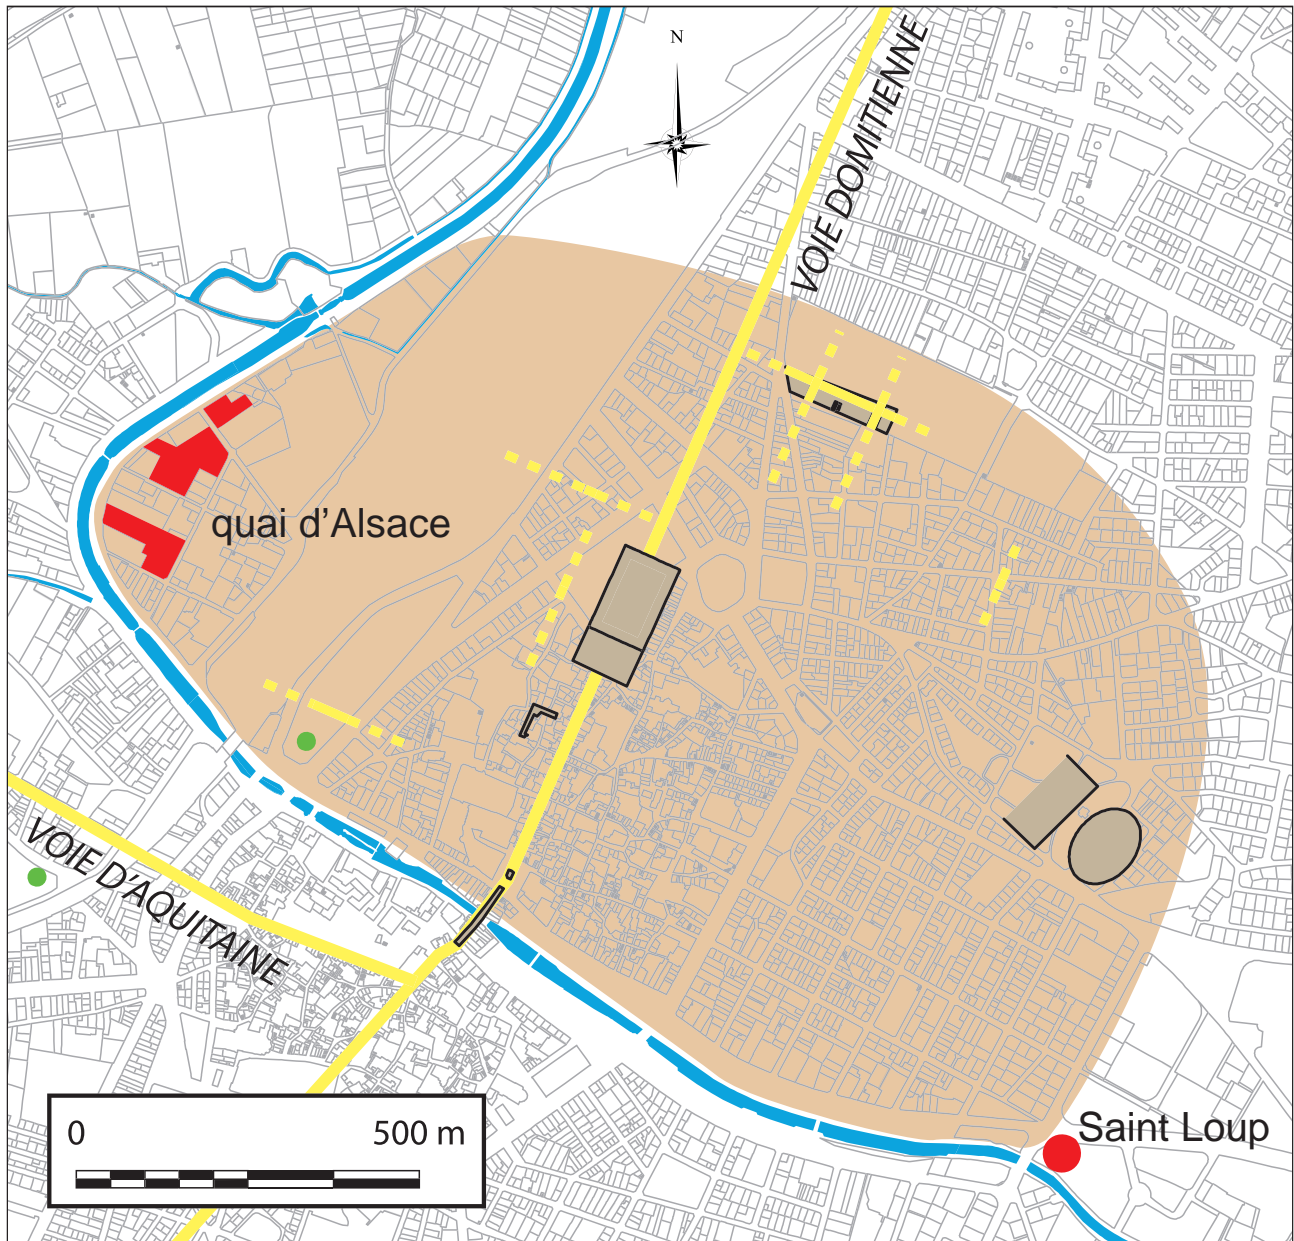 N
VOIE DOMITIENNE
quai d'Alsace
VOIE D'AQUITAINE
Saint Loup
0 500 m